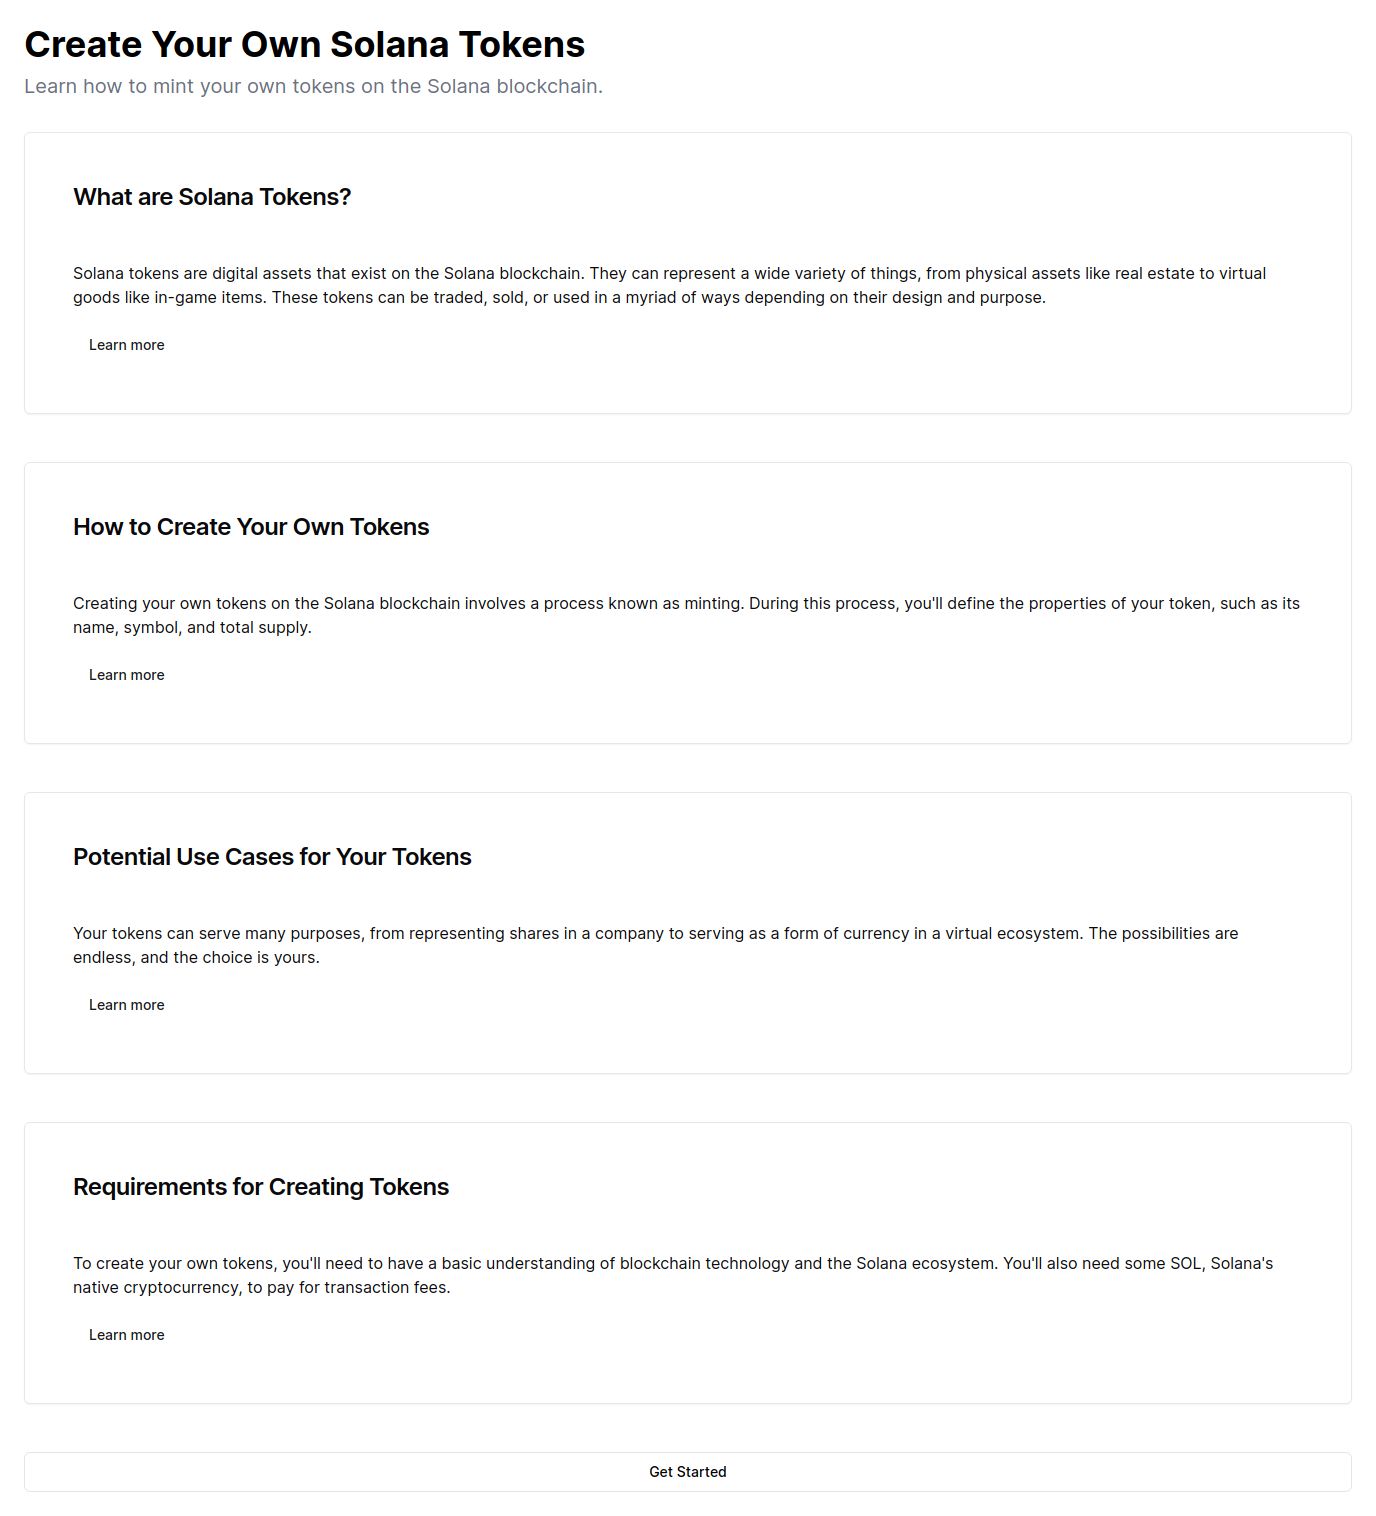 Create Your Own Solana Tokens
Learn how to mint your own tokens on the Solana blockchain.
What are Solana Tokens?
Solana tokens are digital assets that exist on the Solana blockchain. They can represent a wide variety of things, from physical assets like real estate to virtual
goods like in-game items. These tokens can be traded, sold, or used in a myriad of ways depending on their design and purpose.
Learn more
How to Create Your Own Tokens
Creating your own tokens on the Solana blockchain involves a process known as minting. During this process, you'll define the properties of your token, such as its
name, symbol, and total supply.
Learn more
Potential Use Cases for Your Tokens
Your tokens can serve many purposes, from representing shares in a company to serving as a form of currency in a virtual ecosystem. The possibilities are
endless, and the choice is yours.
Learn more
Requirements for Creating Tokens
To create your own tokens, you'll need to have a basic understanding of blockchain technology and the Solana ecosystem. You'll also need some SOL, Solana's
native cryptocurrency, to pay for transaction fees.
Learn more
Get Started